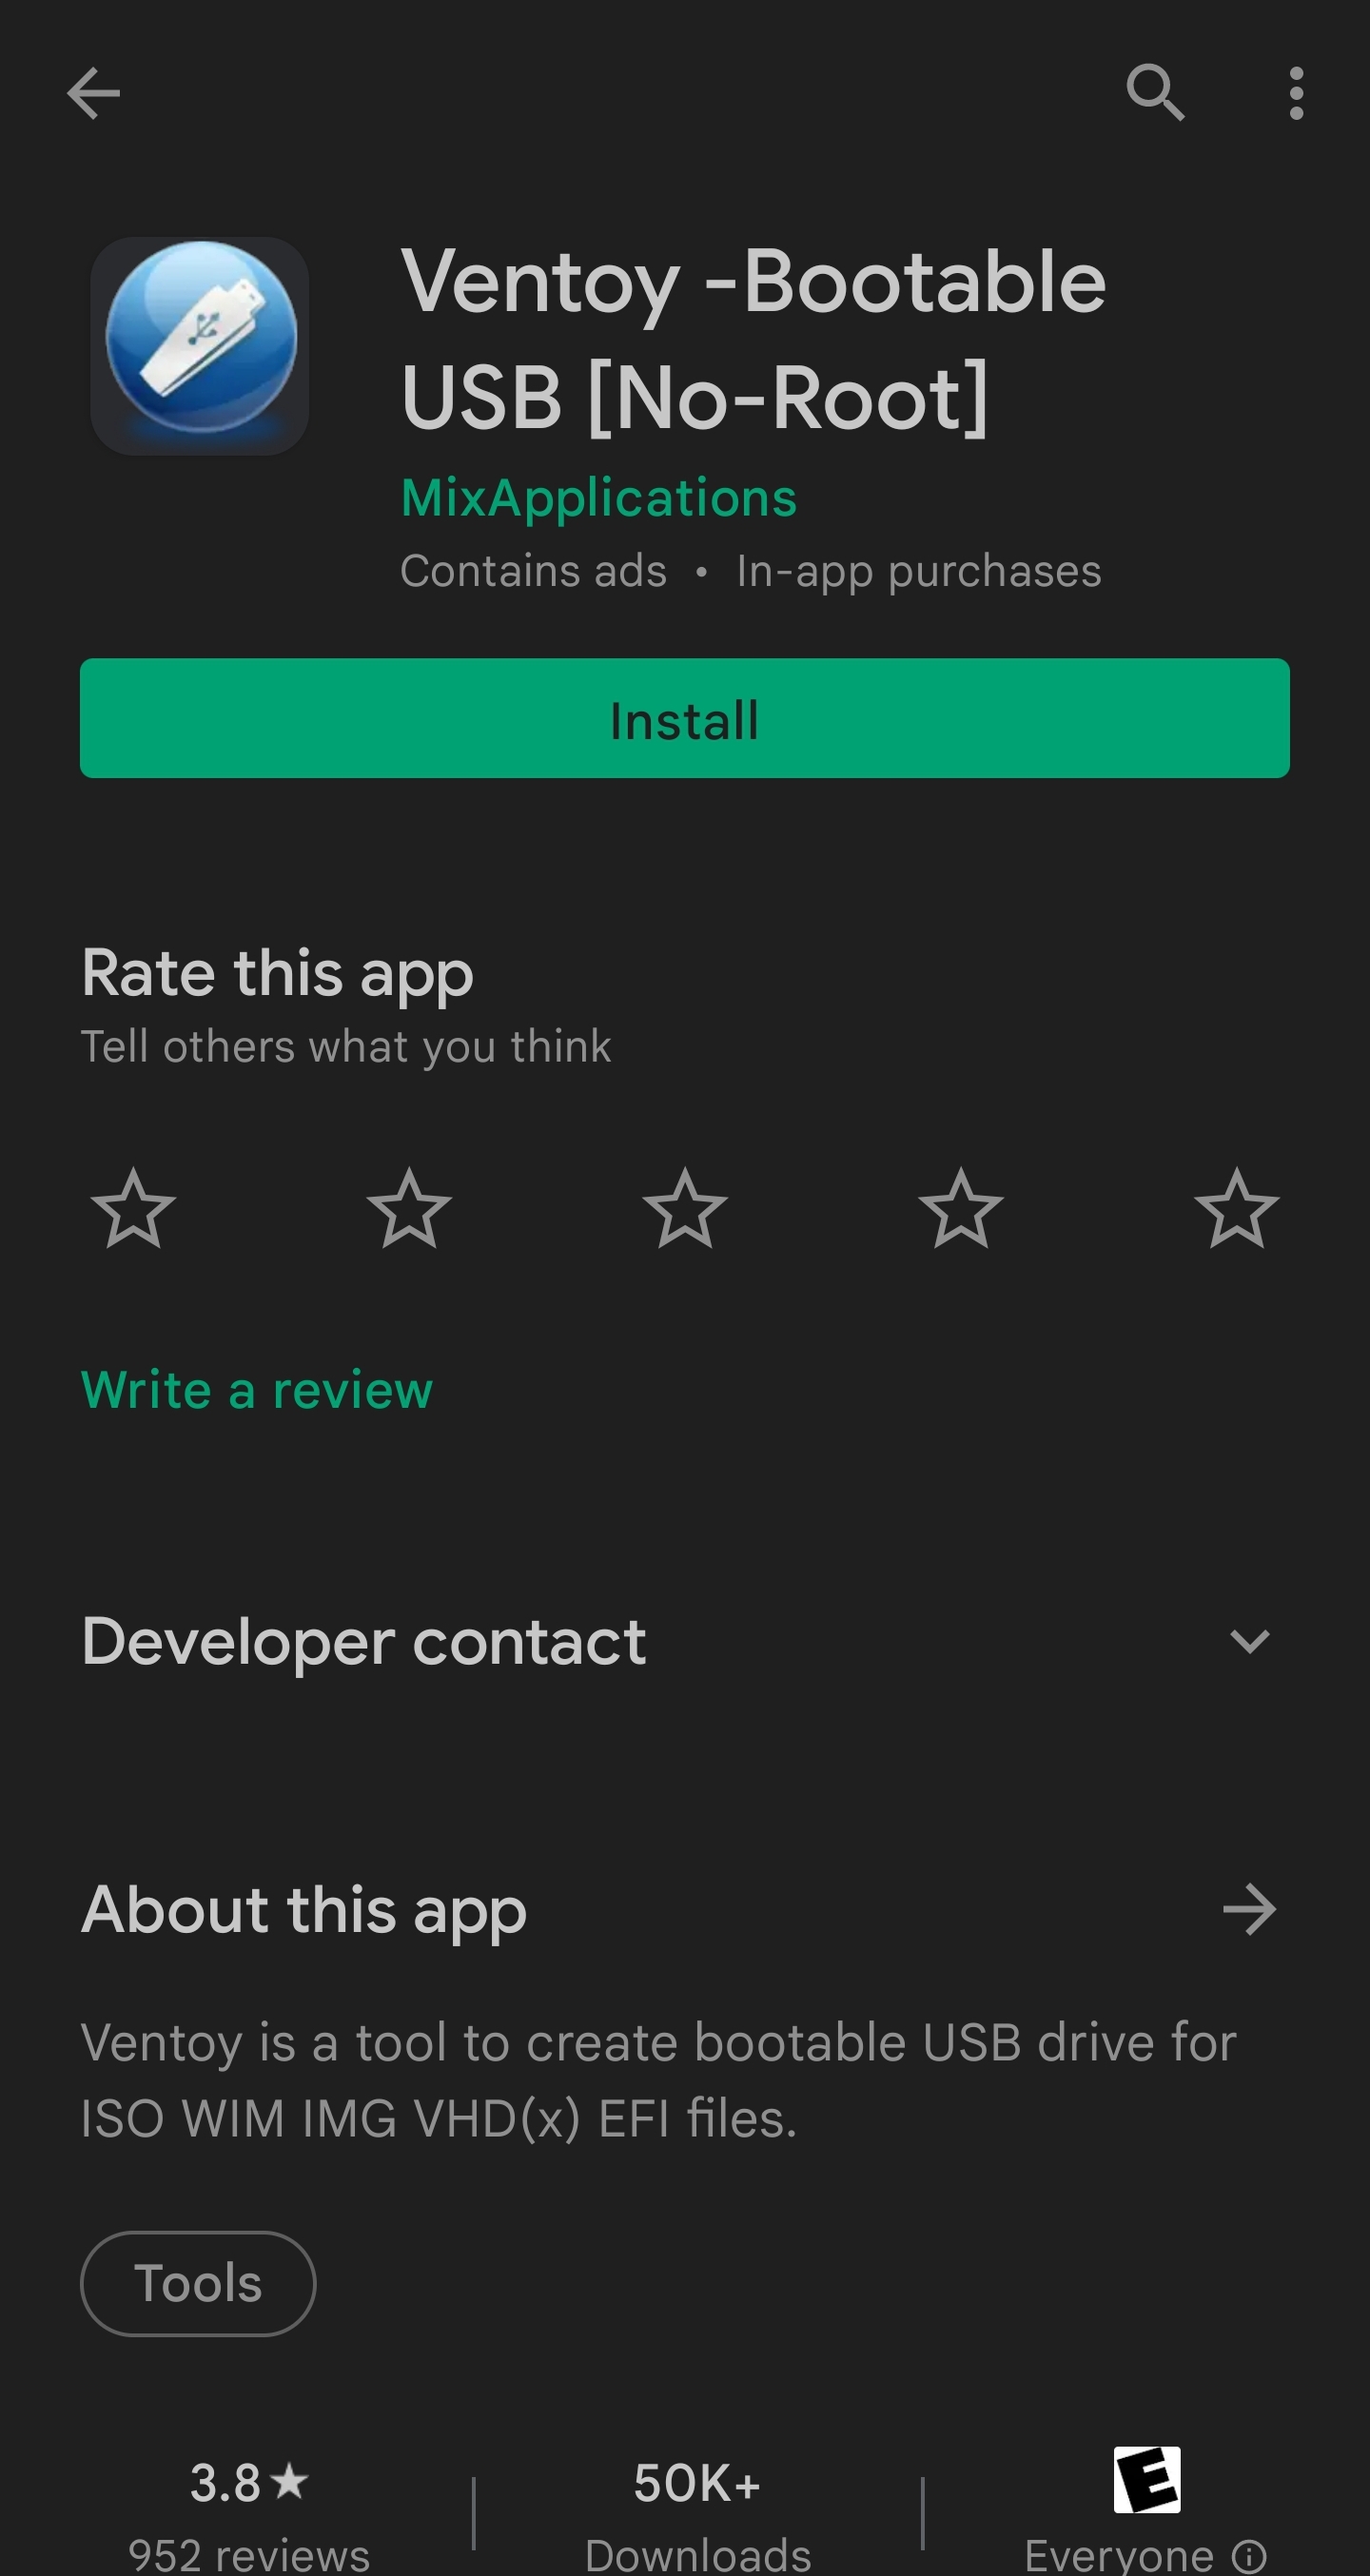 Ventoy -Bootable
USB [No-Root]
MixApplications
Contains ads • In-app purchases
Install
Rate this app
Tell others what you think
Write a review
Developer contact
About this app
Ventoy is a tool to create bootable USB drive for
ISO WIM IMG VHD(x) EFI files.
Tools
3.8★ 50K+ E
952 reviews Downloads Everyone